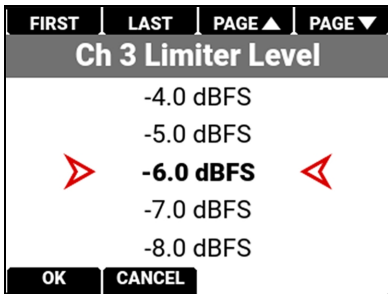 FIRST LAST PAGE▲ PAGE▼
Ch 3 Limiter Level
-4.0 dBFS
-5.0 dBFS
-6.0 dBFS
-7.0 dBFS
-8.0 dBFS
OK CANCEL